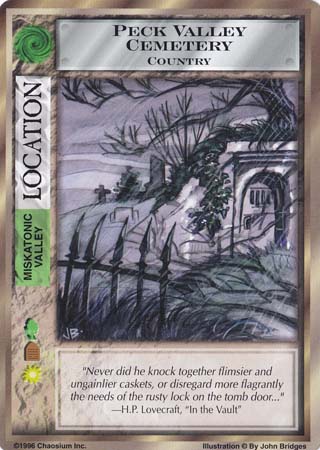 PECK VALLEY
CEMETERY
COUNTRY
LOCATION
MISKATONIC
VALLEY
JB.
"Never did he knock together flimsier and
ungainlier caskets, or disregard more flagrantly
the needs of the rusty lock on the tomb door..."
—H.P. Lovecraft, "In the Vault"
©1996 Chaosium Inc.
Illustration © By John Bridges